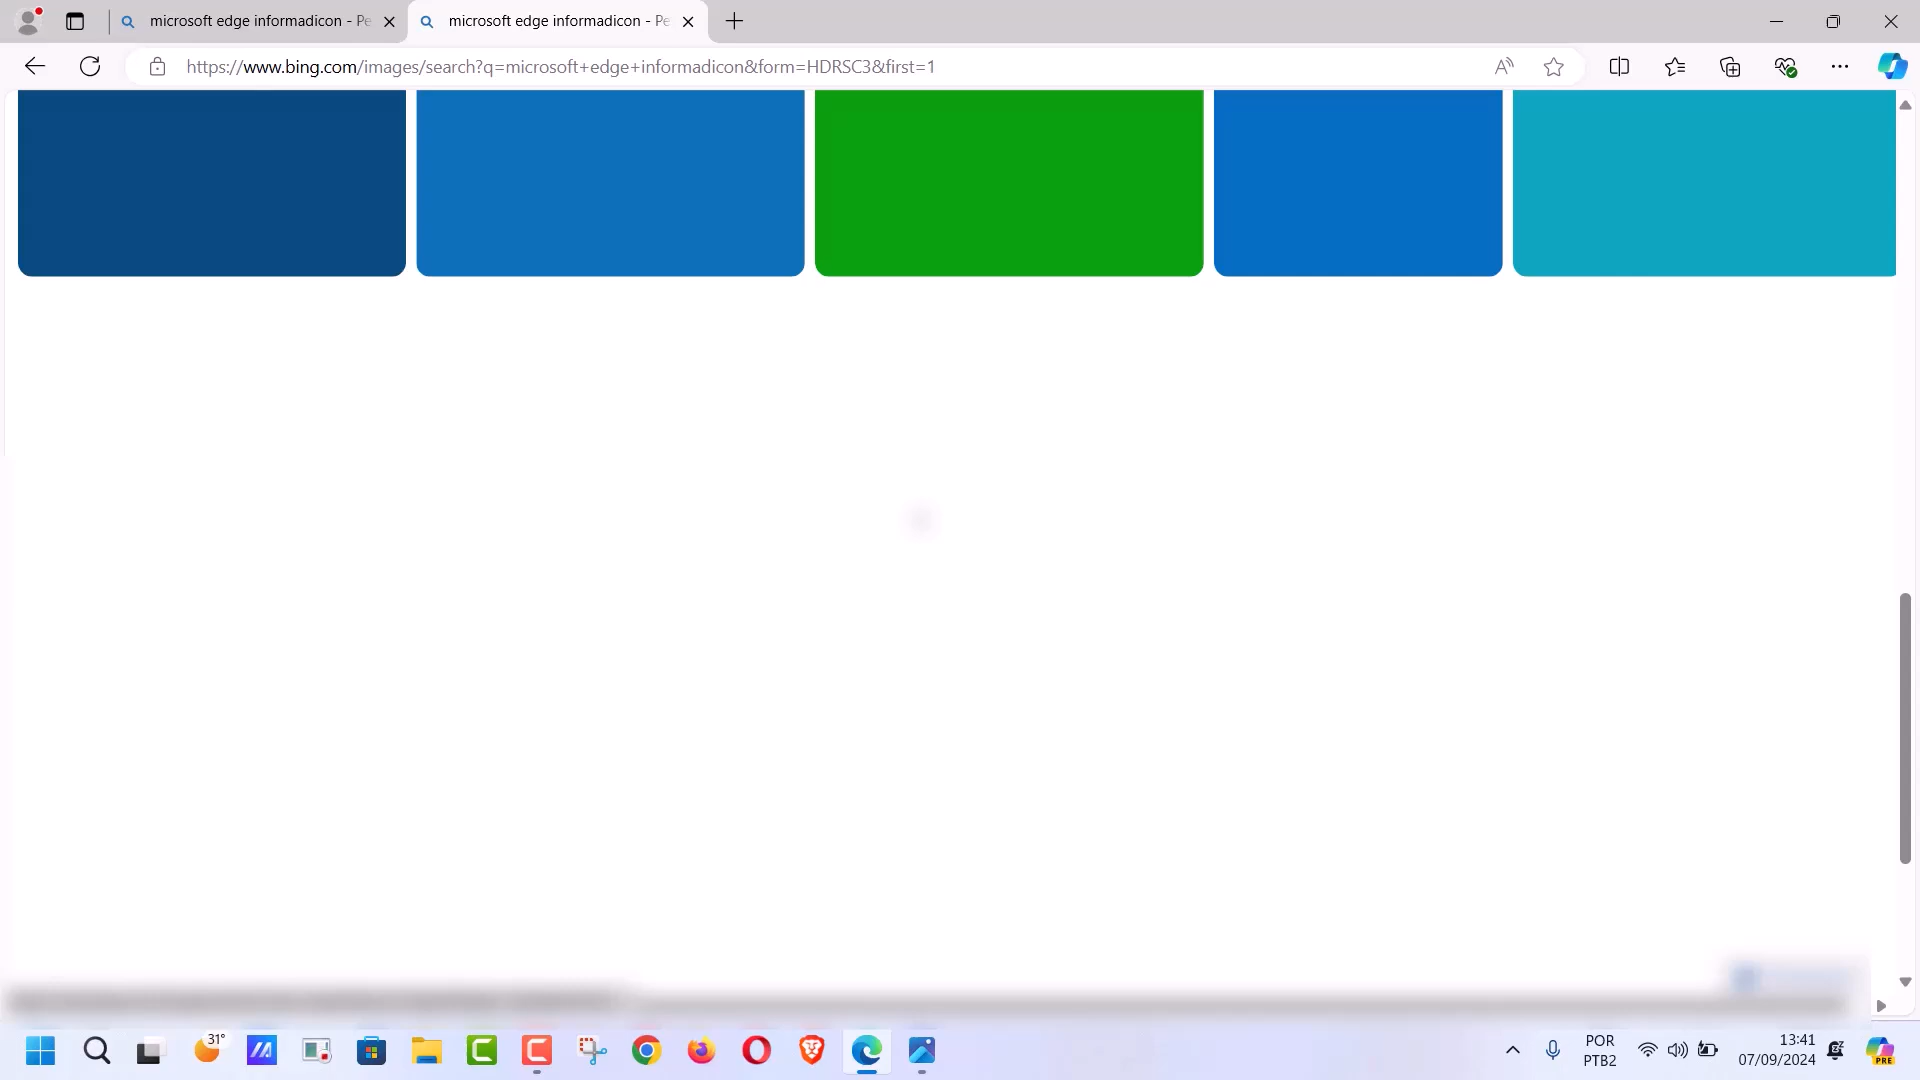 microsoft edge informadicon - Pe
microsoft edge informadicon - Pe
https://www.bing.com/images/search?q=microsoft+edge+informadicon&form=HDRSC3&first=1
31°
POR
PTB2
13:41
07/09/2024
PRE